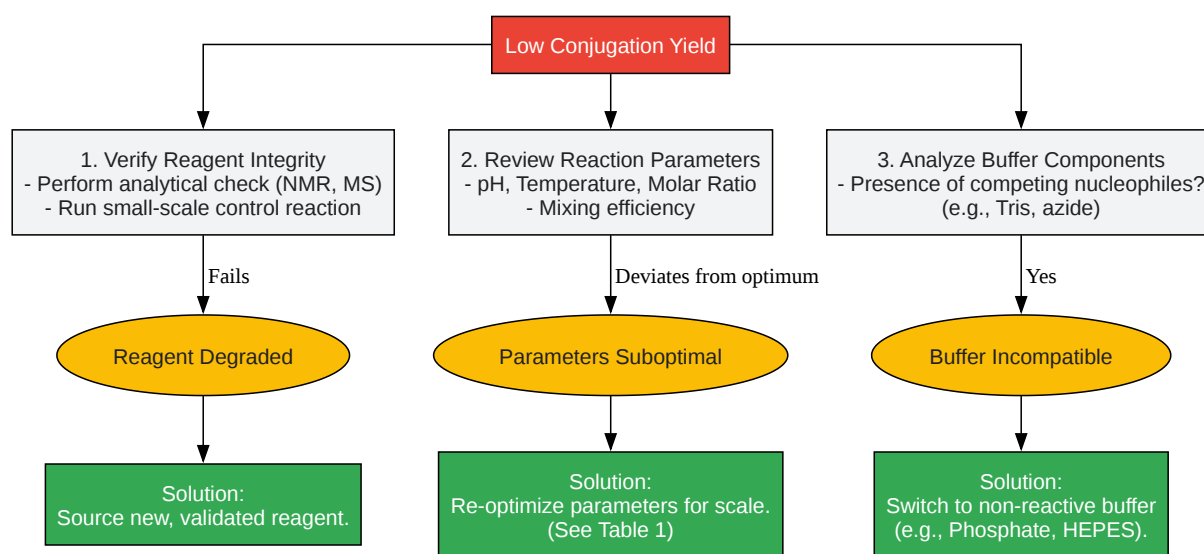 Low Conjugation Yield
1. Verify Reagent Integrity
- Perform analytical check (NMR, MS)
- Run small-scale control reaction
2. Review Reaction Parameters
- pH, Temperature, Molar Ratio
- Mixing efficiency
3. Analyze Buffer Components
- Presence of competing nucleophiles?
(e.g., Tris, azide)
Fails
Deviates from optimum
Yes
Reagent Degraded
Parameters Suboptimal
Buffer Incompatible
Solution:
Source new, validated reagent.
Solution:
Re-optimize parameters for scale.
(See Table 1)
Solution:
Switch to non-reactive buffer
(e.g., Phosphate, HEPES).